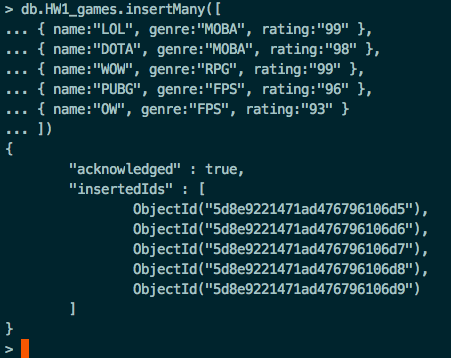 > db.HW1_games.insertMany([
... { name:"LOL", genre:"MOBA", rating:"99" },
... { name:"DOTA", genre:"MOBA", rating:"98" },
... { name:"WOW", genre:"RPG", rating:"99" },
... { name:"PUBG", genre:"FPS", rating:"96" },
... { name:"OW", genre:"FPS", rating:"93" }
... ])
{
        "acknowledged" : true,
        "insertedIds" : [
                ObjectId("5d8e9221471ad476796106d5"),
                ObjectId("5d8e9221471ad476796106d6"),
                ObjectId("5d8e9221471ad476796106d7"),
                ObjectId("5d8e9221471ad476796106d8"),
                ObjectId("5d8e9221471ad476796106d9")
        ]
}
>